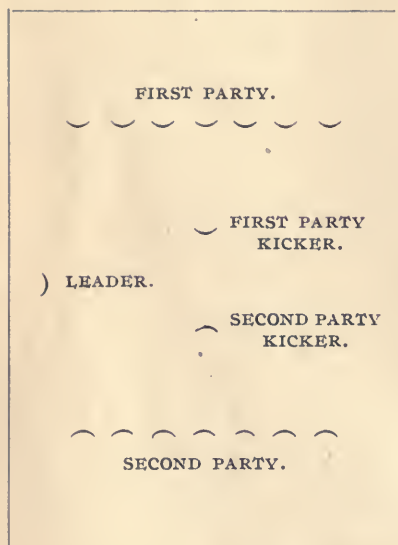 FIRST PARTY.
FIRST PARTY
KICKER.
) LEADER.
SECOND PARTY
KICKER.
SECOND PARTY.